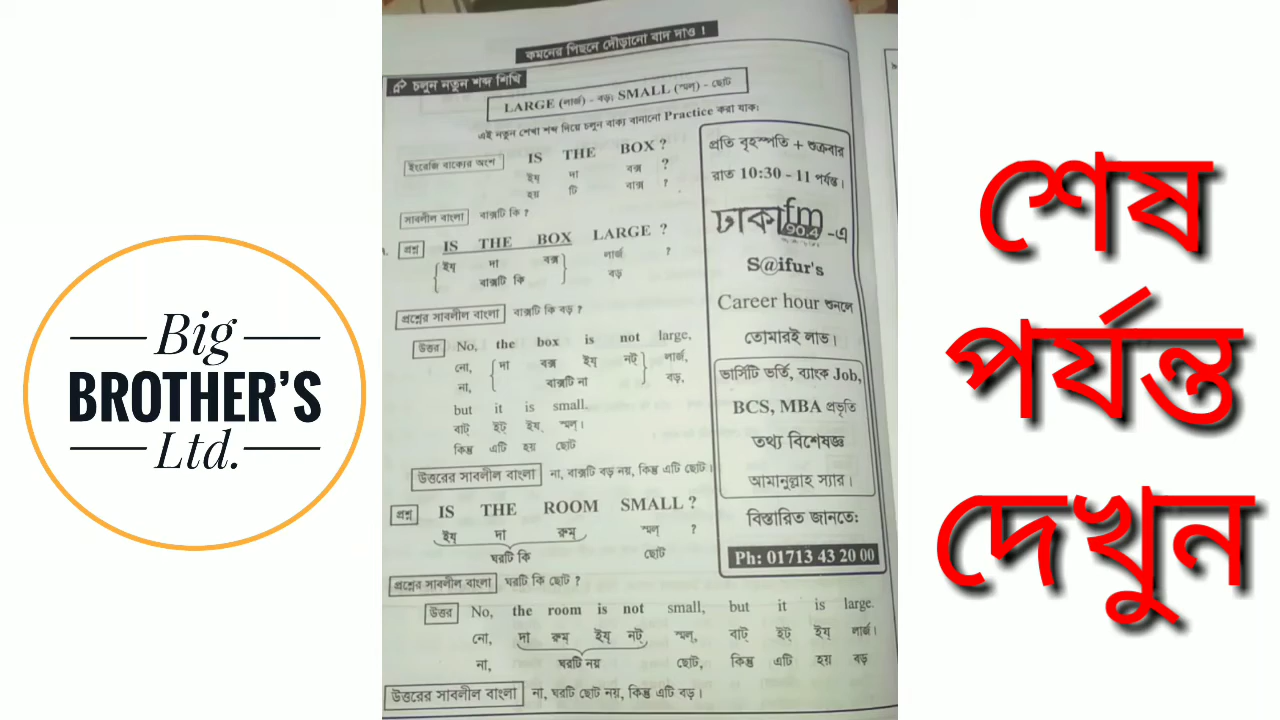 Big
BROTHER'S
Ltd.
কমনের পিছনে দৌড়ানো বাদ দাও !
চলুন নতুন শব্দ শিখি
LARGE (লার্জ) - বড়; SMALL (স্মল্) - ছোট
এই নতুন শেখা শব্দ দিয়ে চলুন বাক্য বানানো Practice করা যাক:
ইংরেজি বাক্যের অংশ
IS THE BOX ?
ইয্ দা বক্স ?
হয় টি বাক্স ?
সাবলীল বাংলা বাক্সটি কি ?
প্রশ্ন IS THE BOX LARGE ?
ইয্ দা বক্স লার্জ ?
বাক্সটি কি বড়
প্রশ্নের সাবলীল বাংলা বাক্সটি কি বড় ?
উত্তর No, the box is not large,
নো, দা বক্স ইয্ নট্ লার্জ,
না, বাক্সটি না বড়,
but it is small.
বাট্ ইট্ ইয্ স্মল্।
কিন্তু এটি হয় ছোট
উত্তরের সাবলীল বাংলা না, বাক্সটি বড় নয়, কিন্তু এটি ছোট।
প্রশ্ন IS THE ROOM SMALL ?
ইয্ দা রুম্ স্মল্ ?
ঘরটি কি ছোট
প্রশ্নের সাবলীল বাংলা ঘরটি কি ছোট ?
উত্তর No, the room is not small, but it is large.
নো, দা রুম্ ইয্ নট্ স্মল্, বাট্ ইট্ ইয্ লার্জ।
না, ঘরটি নয় ছোট, কিন্তু এটি হয় বড়
উত্তরের সাবলীল বাংলা না, ঘরটি ছোট নয়, কিন্তু এটি বড়।
প্রতি বৃহস্পতি + শুক্রবার
রাত 10:30 - 11 পর্যন্ত।
ঢাকা fm 90.4 -এ
S@ifur's
Career hour শুনলে
তোমারই লাভ।
ভার্সিটি ভর্তি, ব্যাংক Job,
BCS, MBA প্রভৃতি
তথ্য বিশেষজ্ঞ
আমানুল্লাহ স্যার।
বিস্তারিত জানতে:
Ph: 01713 43 20 00
শেষ
পর্যন্ত
দেখুন